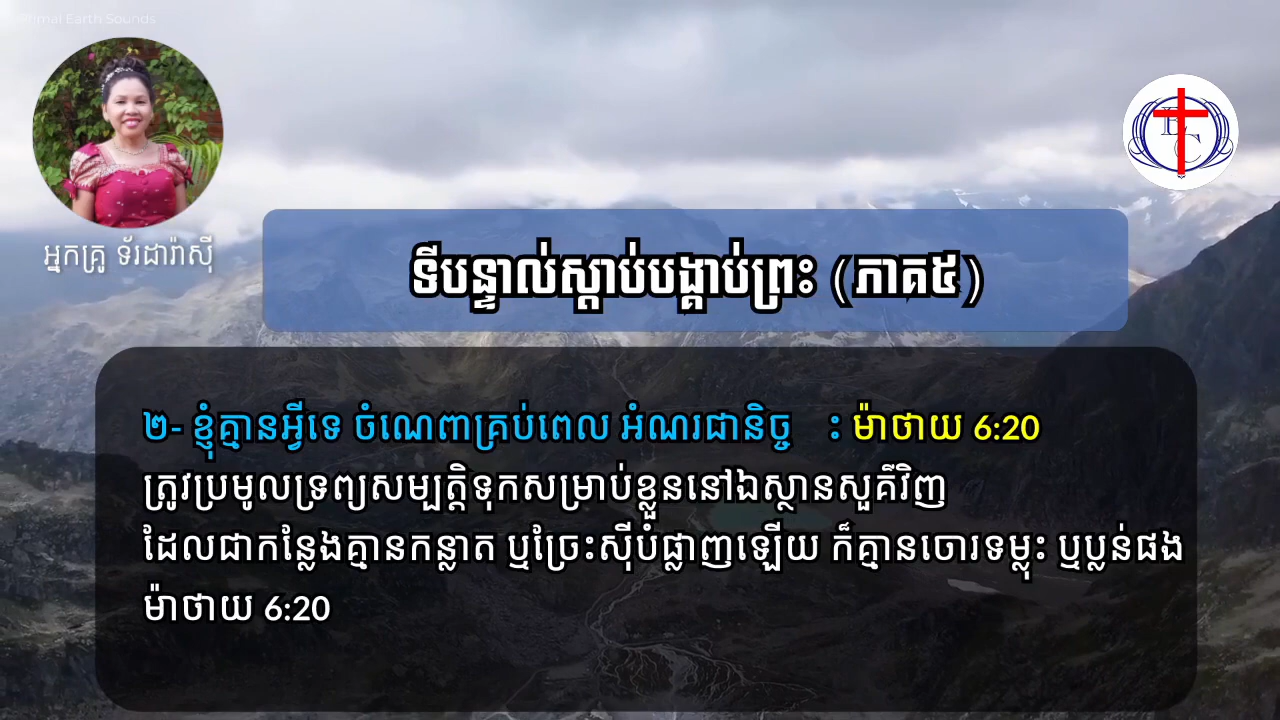 Primal Earth Sounds
អ្នកគ្រូ ទ័រដារ៉ាស៊ី
ទីបន្ទាល់ស្ដាប់បង្គាប់ព្រះ (ភាគ៥)
២- ខ្ញុំគ្មានអ្វីទេ ចំណេញគ្រប់ពេល អំណរជានិច្ច ៖ ម៉ាថាយ 6:20
ត្រូវប្រមូលទ្រព្យសម្បត្តិទុកសម្រាប់ខ្លួននៅឯស្ថានសួគ៌វិញ
ដែលជាកន្លែងគ្មានកន្លាត ឬច្រែះស៊ីបំផ្លាញឡើយ ក៏គ្មានចោរទម្លុះ ឬប្លន់ផង
ម៉ាថាយ 6:20